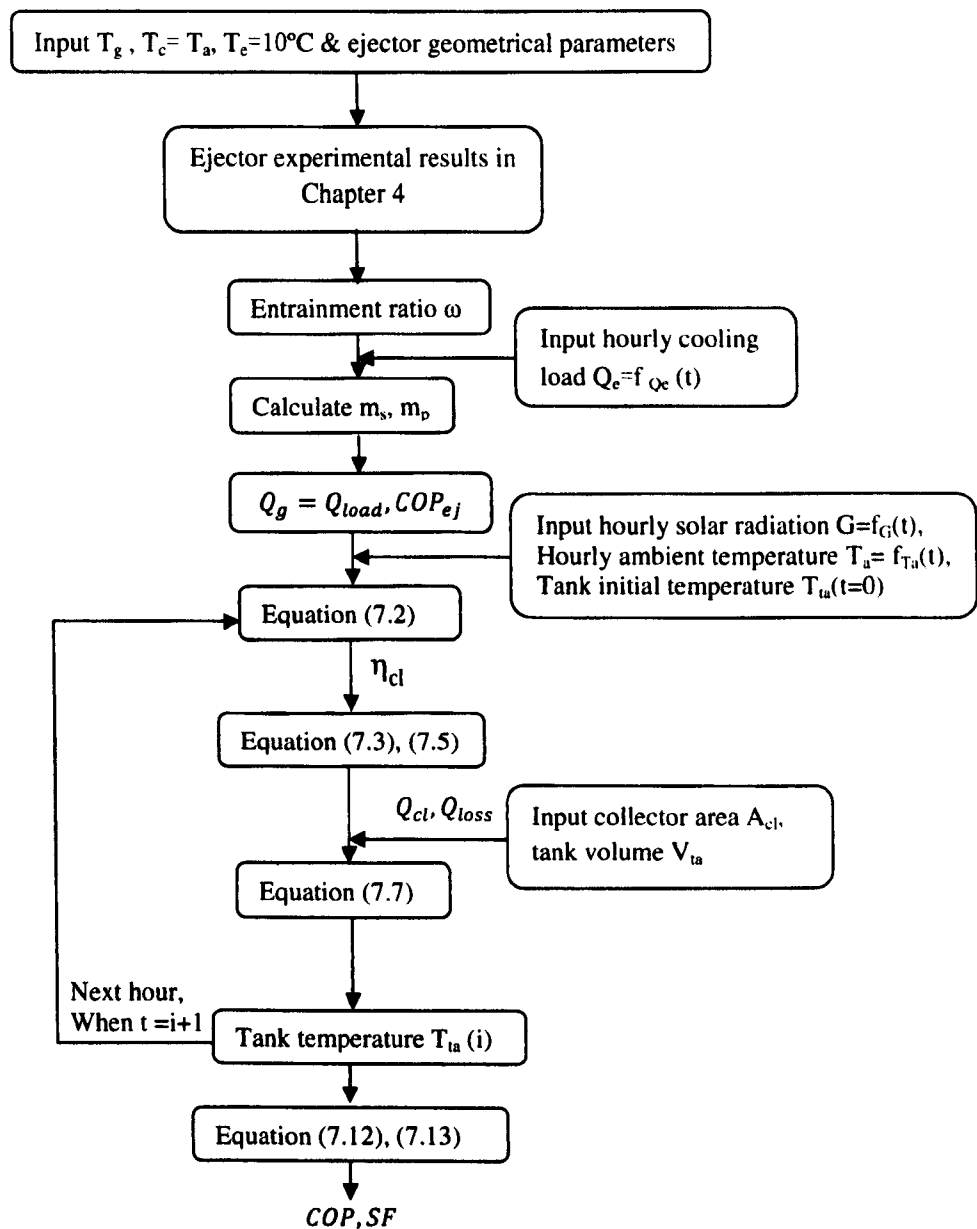 Input T_g , T_c= T_a, T_e=10ºC & ejector geometrical parameters
Ejector experimental results in
Chapter 4
Entrainment ratio ω
Input hourly cooling
load Q_e=f_Qe (t)
Calculate m_s, m_p
Q_g = Q_load, COP_ej
Input hourly solar radiation G=f_G(t),
Hourly ambient temperature T_a= f_Ta(t),
Tank initial temperature T_ta(t=0)
Equation (7.2)
η_cl
Equation (7.3), (7.5)
Q_cl, Q_loss
Input collector area A_cl,
tank volume V_ta
Equation (7.7)
Next hour,
When t =i+1
Tank temperature T_ta (i)
Equation (7.12), (7.13)
COP, SF